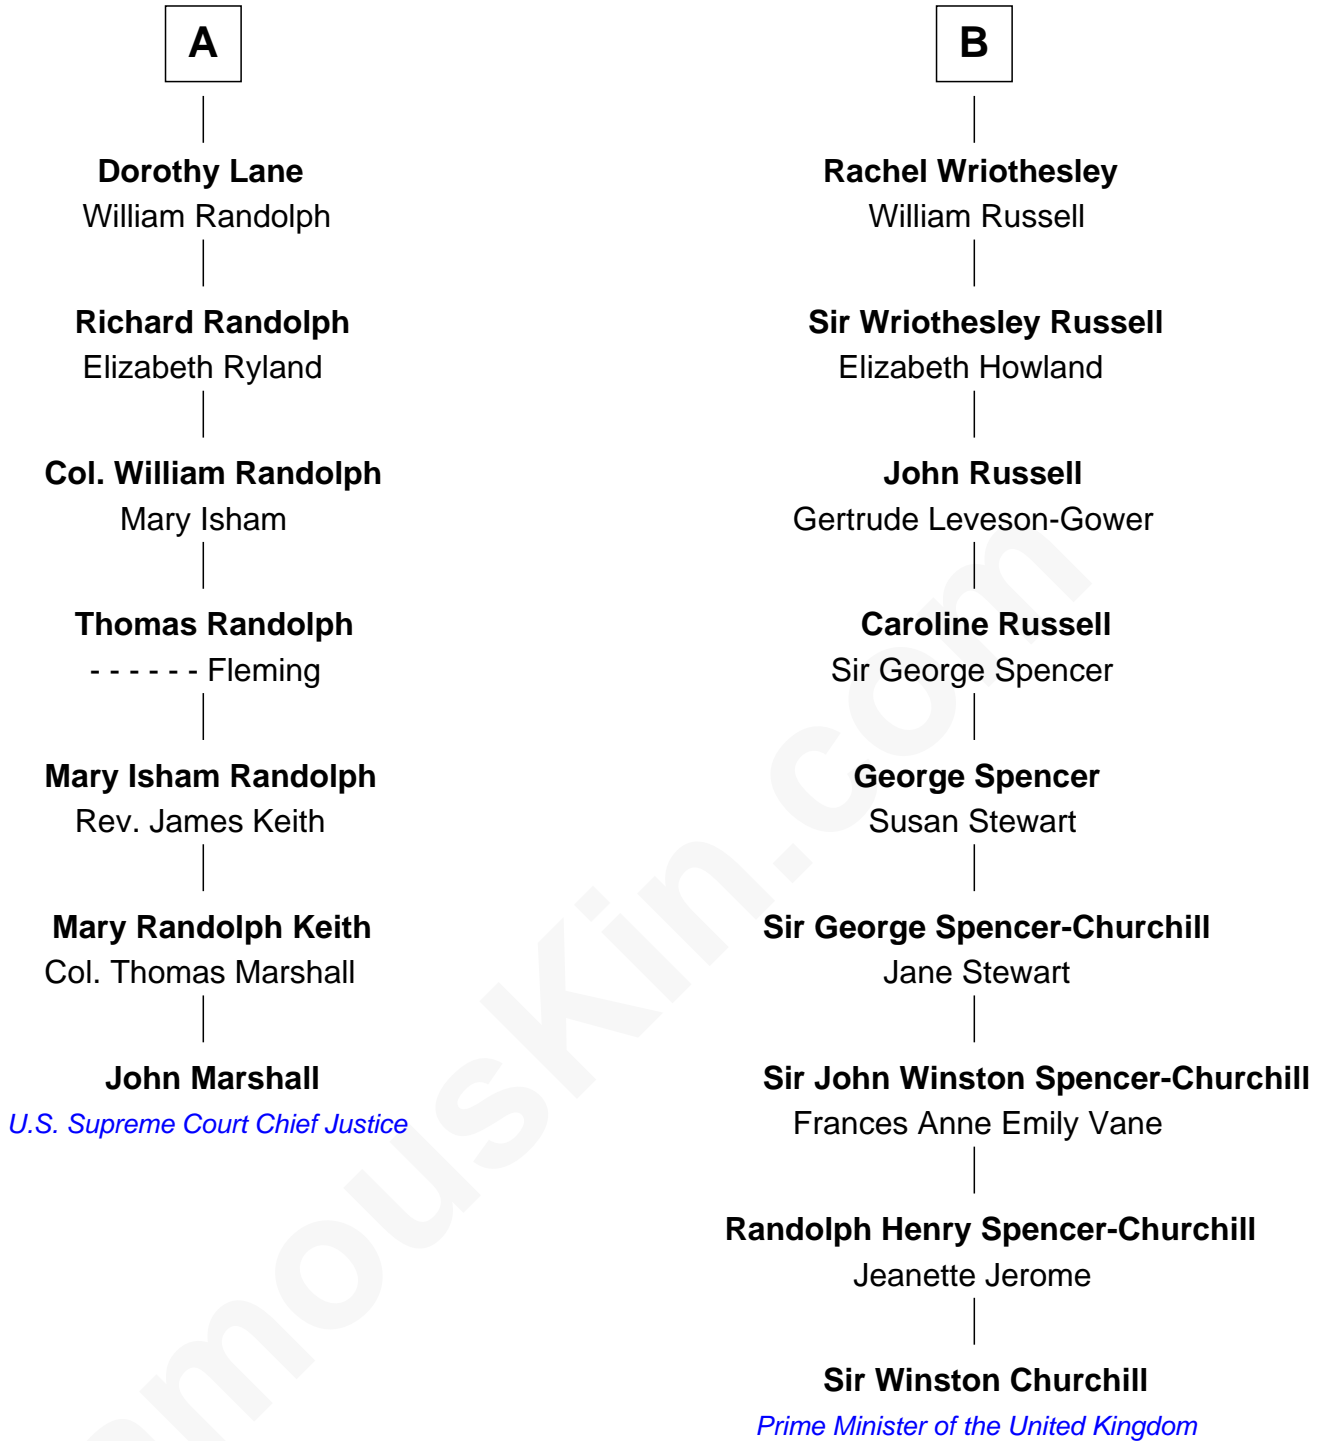 A
Dorothy Lane
William Randolph
Richard Randolph
Elizabeth Ryland
Col. William Randolph
Mary Isham
Thomas Randolph
- - - - - - Fleming
Mary Isham Randolph
Rev. James Keith
Mary Randolph Keith
Col. Thomas Marshall
John Marshall
U.S. Supreme Court Chief Justice
B
Rachel Wriothesley
William Russell
Sir Wriothesley Russell
Elizabeth Howland
John Russell
Gertrude Leveson-Gower
Caroline Russell
Sir George Spencer
George Spencer
Susan Stewart
Sir George Spencer-Churchill
Jane Stewart
Sir John Winston Spencer-Churchill
Frances Anne Emily Vane
Randolph Henry Spencer-Churchill
Jeanette Jerome
Sir Winston Churchill
Prime Minister of the United Kingdom
amousKin.com